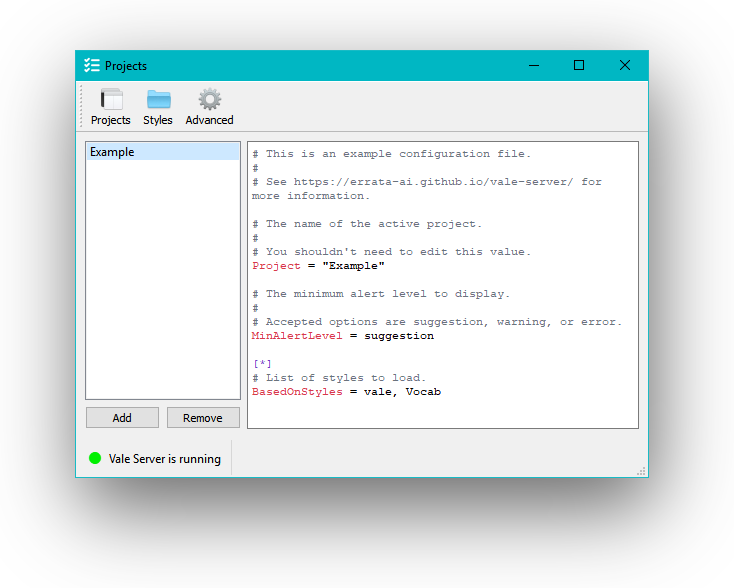 Projects
Projects Styles Advanced
Example
# This is an example configuration file.
#
# See https://errata-ai.github.io/vale-server/ for
more information.
# The name of the active project.
#
# You shouldn't need to edit this value.
Project = "Example"
# The minimum alert level to display.
#
# Accepted options are suggestion, warning, or error.
MinAlertLevel = suggestion
[*]
# List of styles to load.
BasedOnStyles = vale, Vocab
Add Remove
Vale Server is running